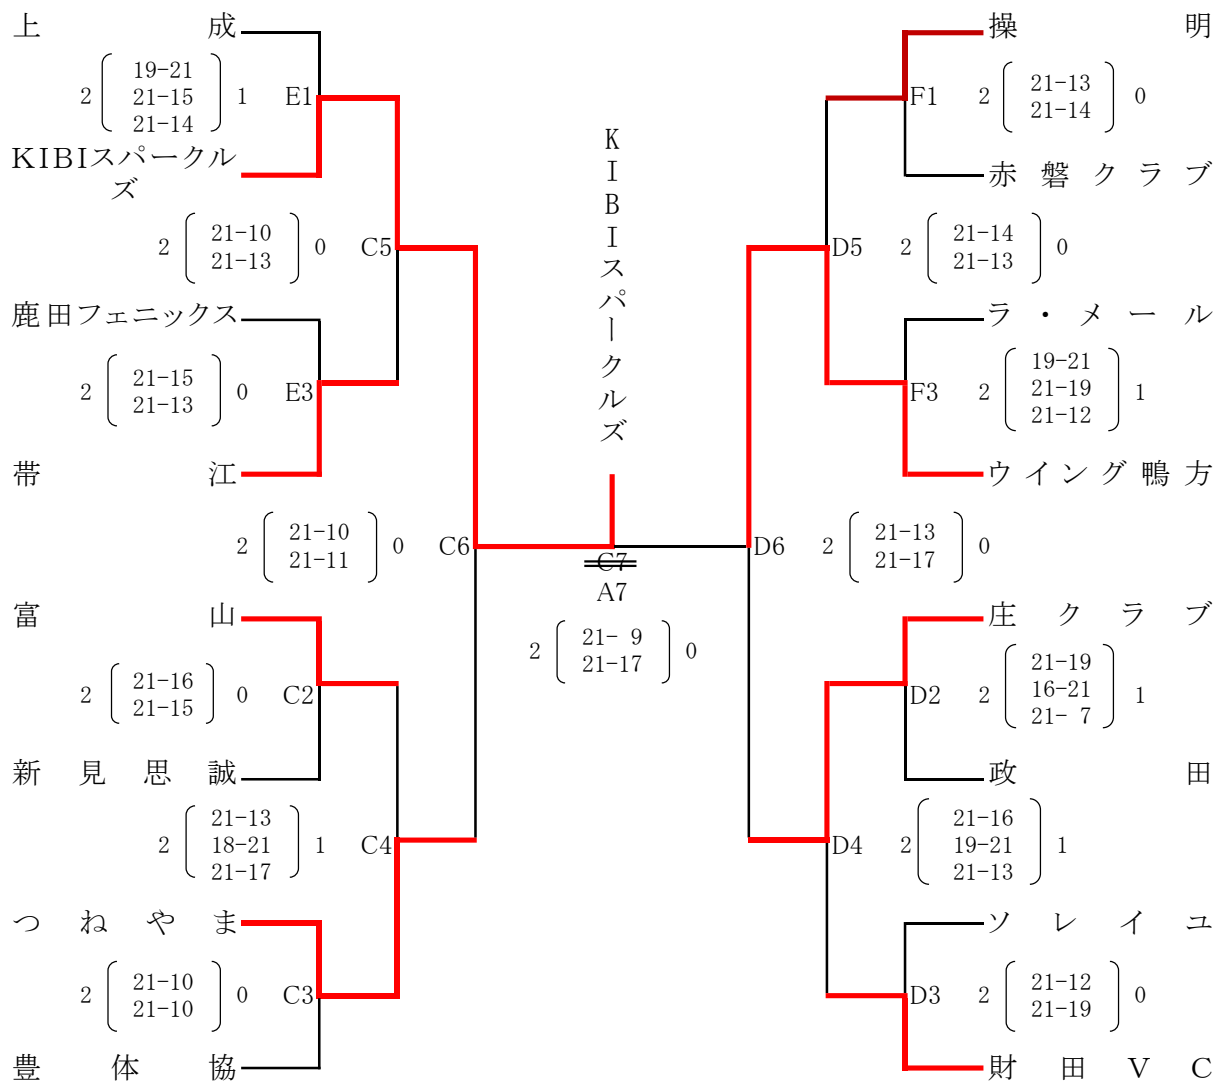 上成
2 19-21 1 E1
21-15
21-14
KIBIスパークル
ズ
2 21-10 0 C5
21-13
鹿田フェニックス
2 21-15 0 E3
21-13
帯江
2 21-10 0 C6
21-11
富山
2 21-16 0 C2
21-15
新見思誠
2 21-13 1 C4
18-21
21-17
つねやま
2 21-10 0 C3
21-10
豊体協
KIBIスパークルズ
C7
A7
2 21- 9 0
21-17
操明
F1 2 21-13 0
21-14
赤磐クラブ
D5 2 21-14 0
21-13
ラ・メール
F3 2 19-21 1
21-19
21-12
ウイング鴨方
D6 2 21-13 0
21-17
庄クラブ
D2 2 21-19 1
16-21
21- 7
政田
D4 2 21-16 1
19-21
21-13
ソレイユ
D3 2 21-12 0
21-19
財田VC